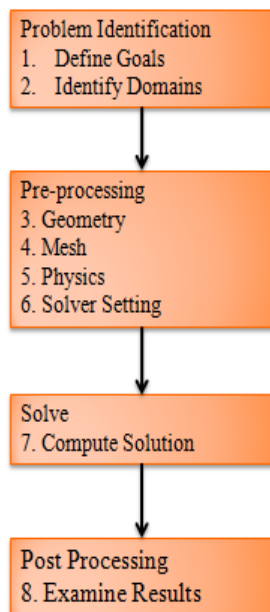 Problem Identification
1. Define Goals
2. Identify Domains
Pre-processing
3. Geometry
4. Mesh
5. Physics
6. Solver Setting
Solve
7. Compute Solution
Post Processing
8. Examine Results